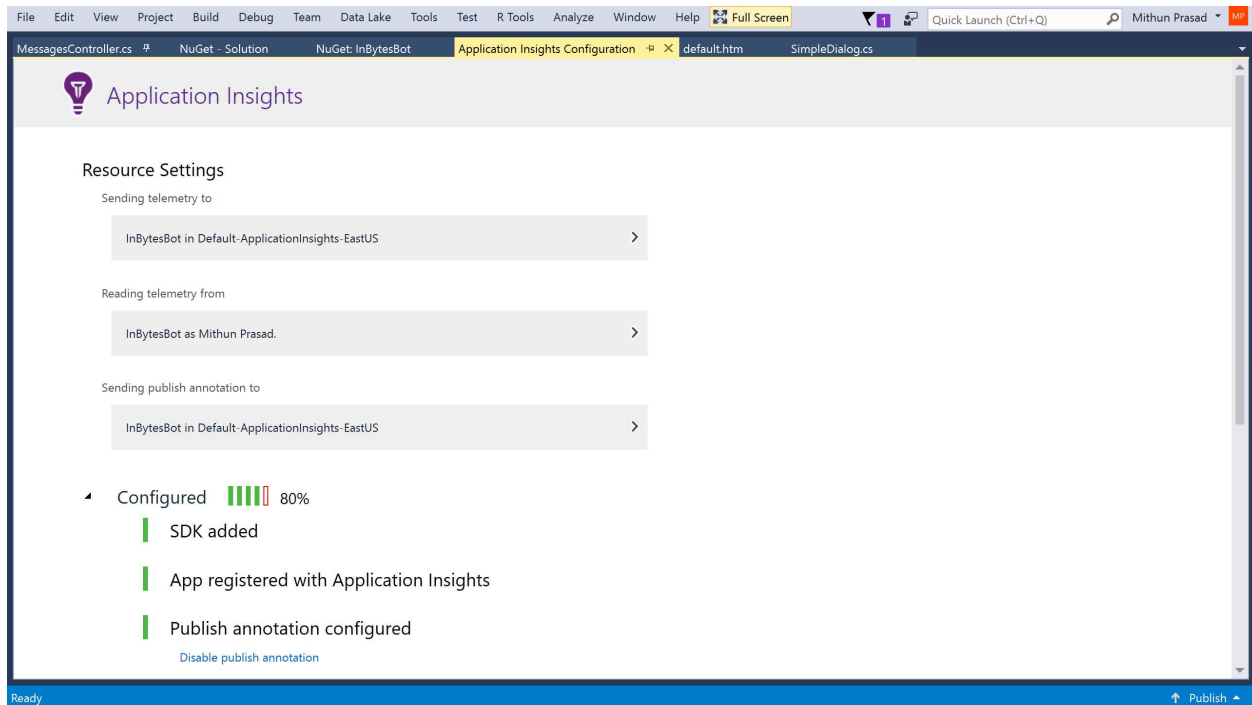 File Edit View Project Build Debug Team Data Lake Tools Test R Tools Analyze Window Help Full Screen 1 Quick Launch (Ctrl+Q) Mithun Prasad MP
MessagesController.cs NuGet - Solution NuGet: InBytesBot Application Insights Configuration default.htm SimpleDialog.cs
Application Insights
Resource Settings
Sending telemetry to
InBytesBot in Default-ApplicationInsights-EastUS
Reading telemetry from
InBytesBot as Mithun Prasad.
Sending publish annotation to
InBytesBot in Default-ApplicationInsights-EastUS
Configured 80%
SDK added
App registered with Application Insights
Publish annotation configured
Disable publish annotation
Ready Publish